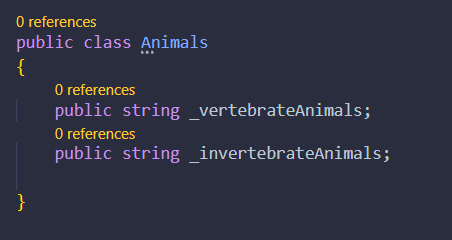 0 references
public class Animals
{
0 references
public string _vertebrateAnimals;
0 references
public string _invertebrateAnimals;
}